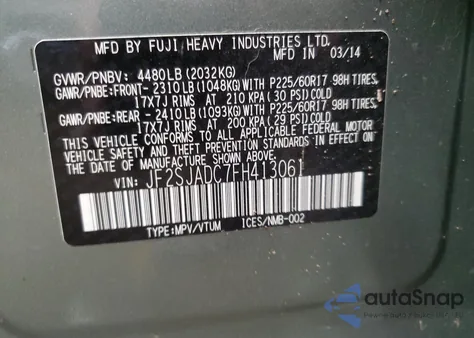 MFD BY FUJI HEAVY INDUSTRIES LTD.
IN JAPAN 03/14
GVWR/PNBV : 4480LB (2032KG)
GAWR/PNBE:FRONT- 2310LB(1048KG)WITH P225/60R17 98H TIRES,
17X7J RIMS AT 210 KPA (30 PSI)COLD
GAWR/PNBE:REAR - 2410LB(1093KG)WITH P225/60R17 98H TIRES,
17X7J RIMS AT 200 KPA (29 PSI)COLD
THIS VEHICLE CONFORMS TO ALL APPLICABLE FEDERAL MOTOR
VEHICLE SAFETY STANDARDS IN EFFECT ON THE DATE OF
MANUFACTURE SHOWN ABOVE.
VIN: JF2SJADC7FH413061
TYPE:MPV/VTUM ICES/NMB-002
autoSnap